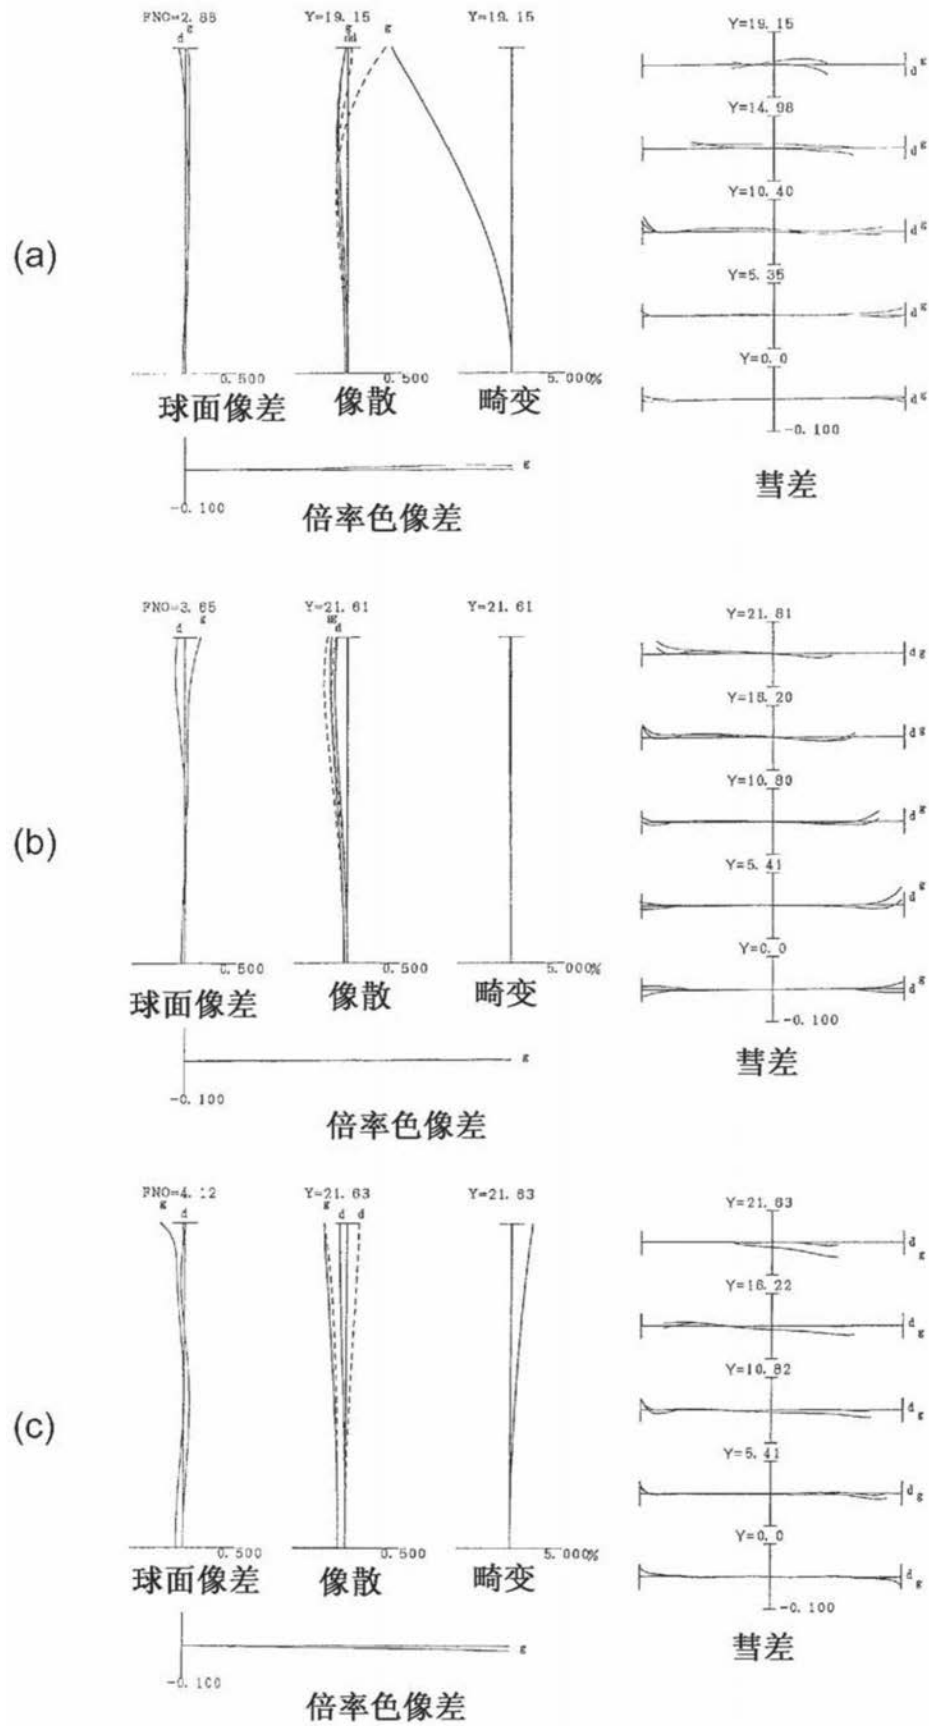 (a)
FNO=2.88
Y=19.15
Y=19.15
d g
g
d
g
0.500
0.500
5.000%
球面像差
像散
畸变
g
-0.100
倍率色像差
Y=19.15
d g
Y=14.98
d g
Y=10.40
d g
Y=5.35
d g
Y=0.0
d g
-0.100
彗差
(b)
FNO=3.65
Y=21.61
Y=21.61
d g
g
d
0.500
0.500
5.000%
球面像差
像散
畸变
g
-0.100
倍率色像差
Y=21.61
d g
Y=16.20
d g
Y=10.80
d g
Y=5.41
d g
Y=0.0
d g
-0.100
彗差
(c)
FNO=4.12
Y=21.63
Y=21.63
g d
g d d
0.500
0.500
5.000%
球面像差
像散
畸变
g
-0.100
倍率色像差
Y=21.63
d g
Y=16.22
d g
Y=10.82
d g
Y=5.41
d g
Y=0.0
d g
-0.100
彗差